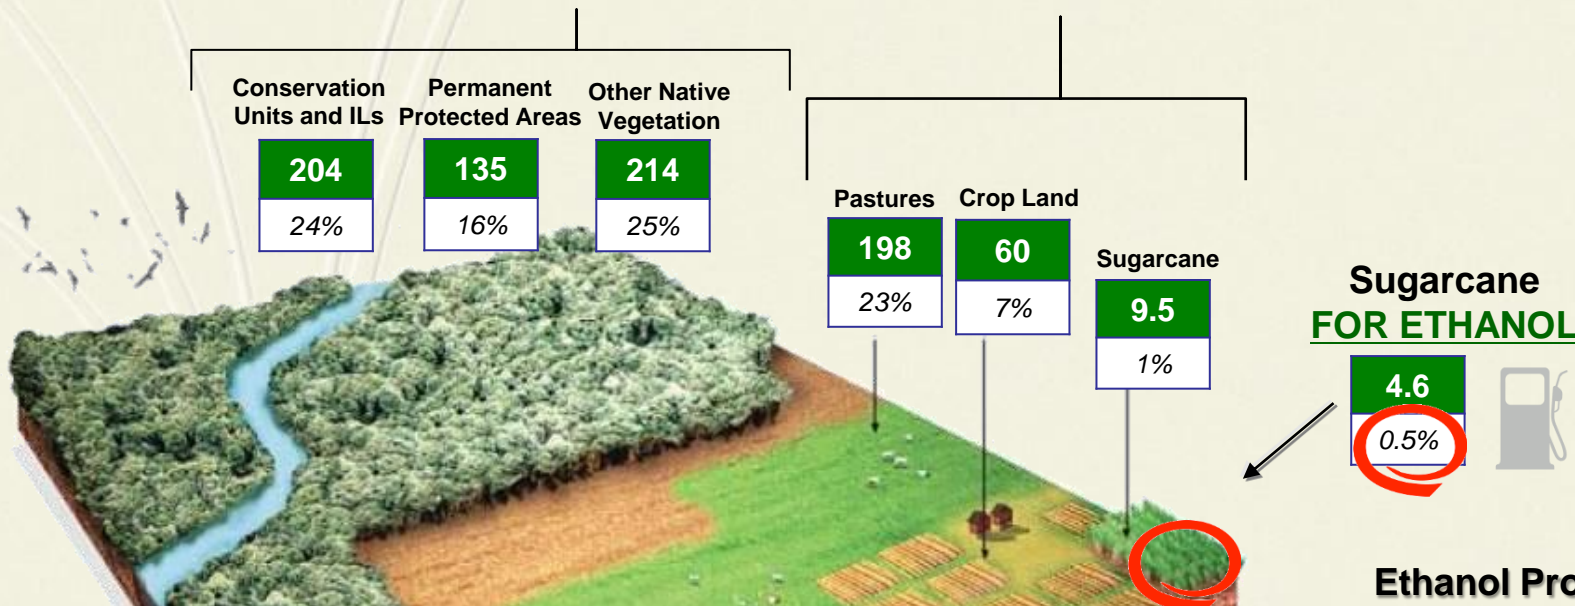 Conservation
Units and ILs
204
24%
Permanent
Protected Areas
135
16%
Other Native
Vegetation
214
25%
Pastures
198
23%
Crop Land
60
7%
Sugarcane
9.5
1%
Sugarcane
FOR ETHANOL
4.6
0.5%
Ethanol Pro